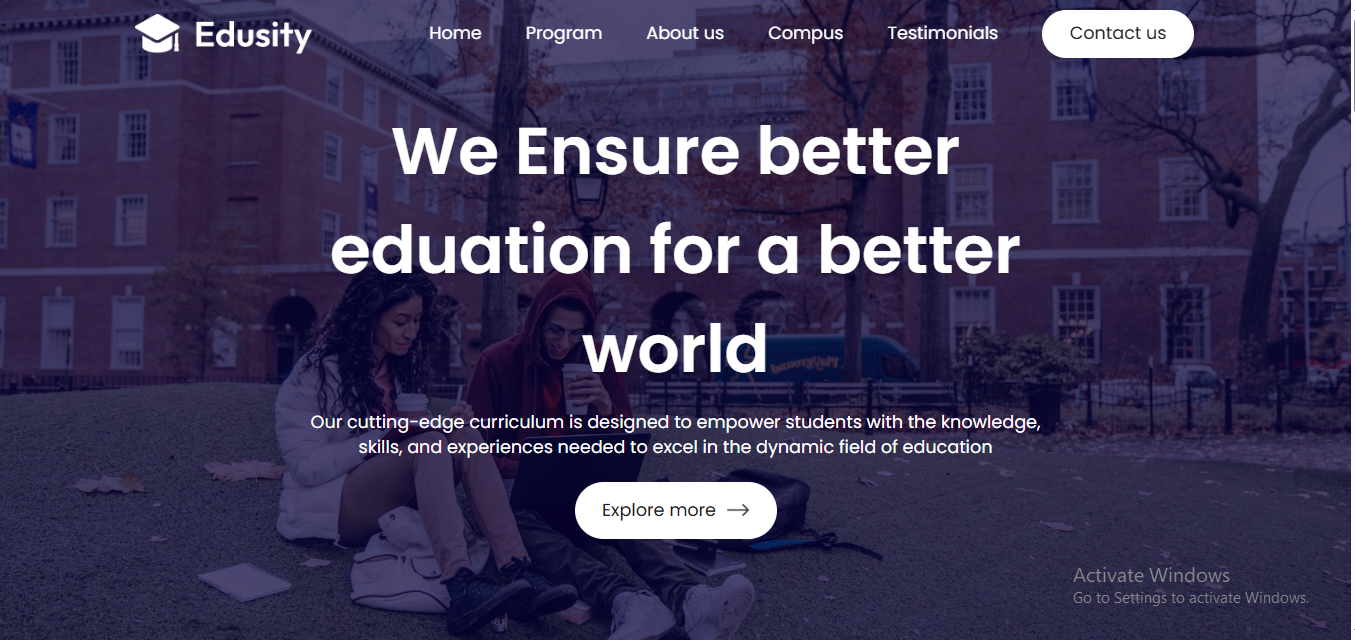 Edusity
Home
Program
About us
Compus
Testimonials
Contact us
We Ensure better
eduation for a better
world
Our cutting-edge curriculum is designed to empower students with the knowledge,
skills, and experiences needed to excel in the dynamic field of education
Explore more →
Activate Windows
Go to Settings to activate Windows.